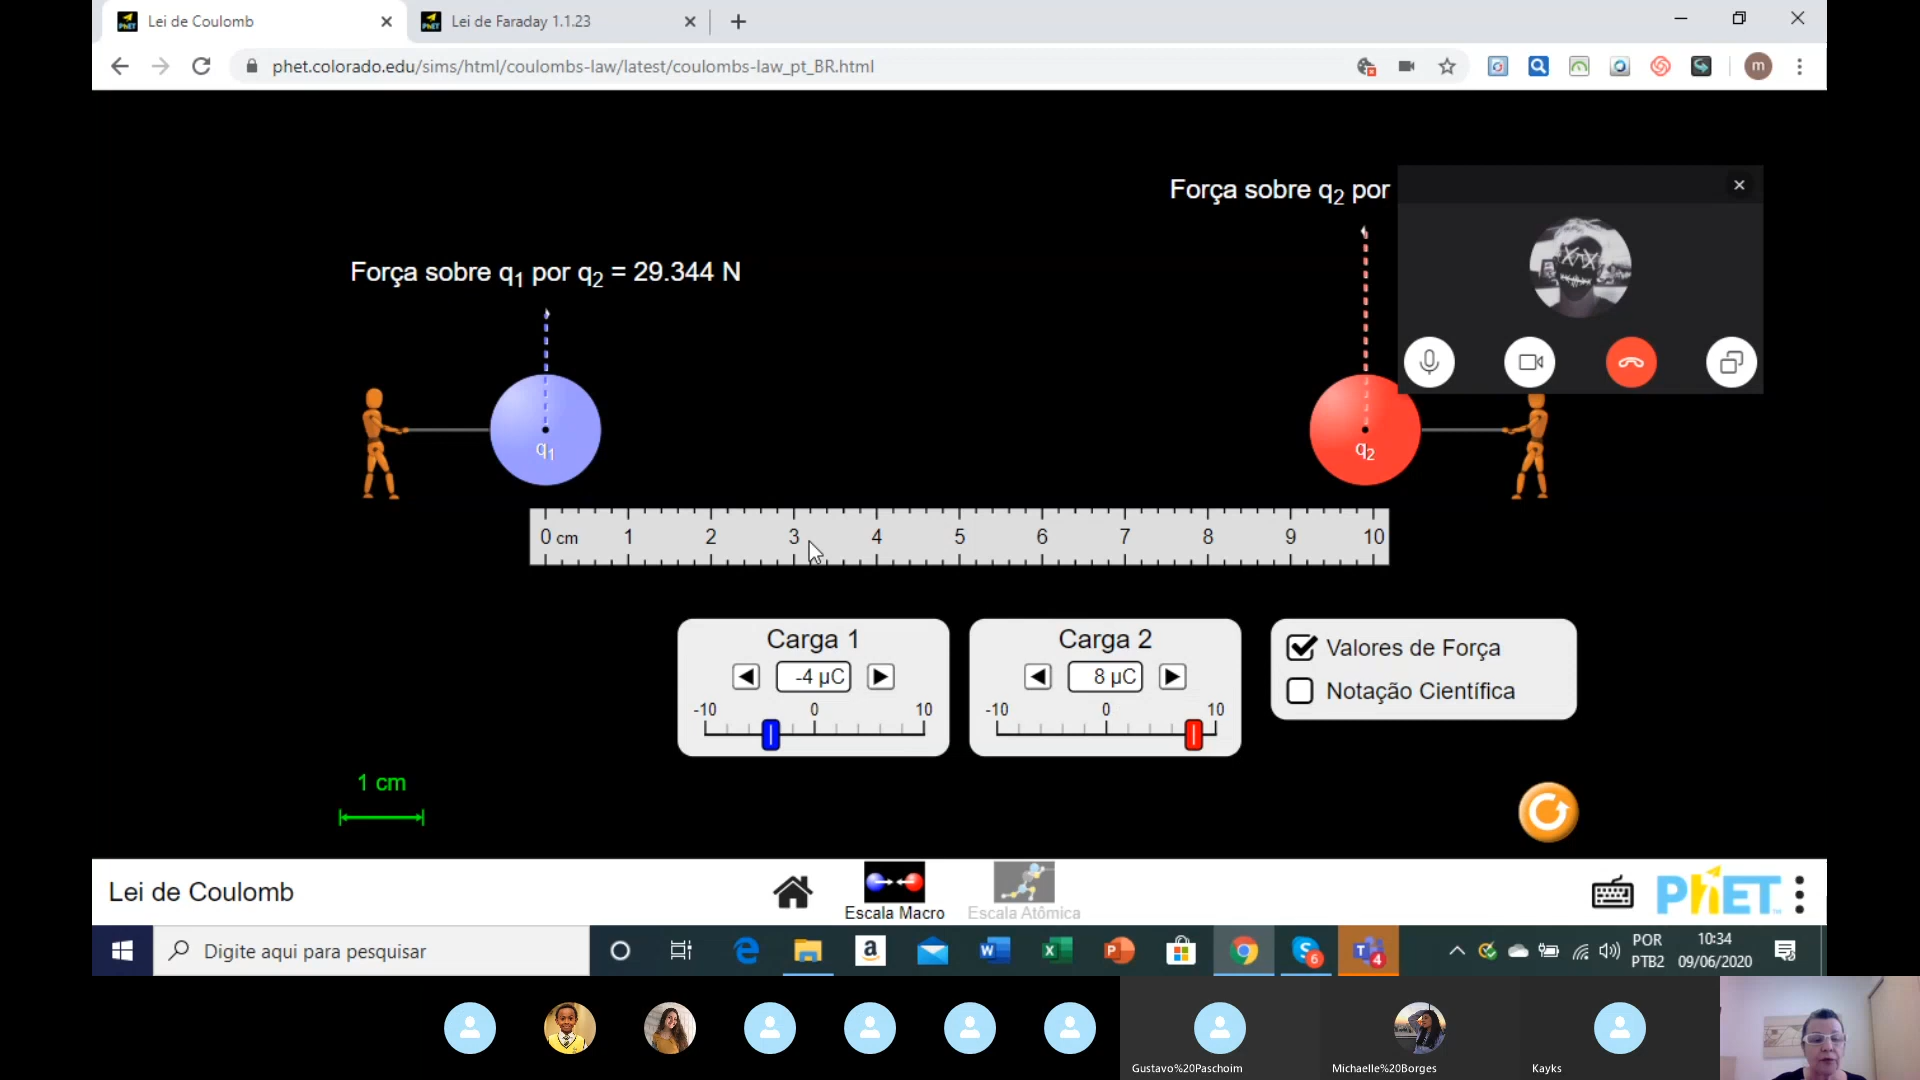 Lei de Coulomb
Lei de Faraday 1.1.23
phet.colorado.edu/sims/html/coulombs-law/latest/coulombs-law_pt_BR.html
m
Força sobre q2 por
Força sobre q1 por q2 = 29.344 N
q1
q2
0 cm 1 2 3 4 5 6 7 8 9 10
Carga 1
-4 µC
-10 0 10
Carga 2
8 µC
-10 0 10
Valores de Força
Notação Científica
1 cm
Lei de Coulomb
Escala Macro
Escala Atômica
PhET
Digite aqui para pesquisar
6
4
POR
PTB2
10:34
09/06/2020
Gustavo%20Paschoim
Michaelle%20Borges
Kayks